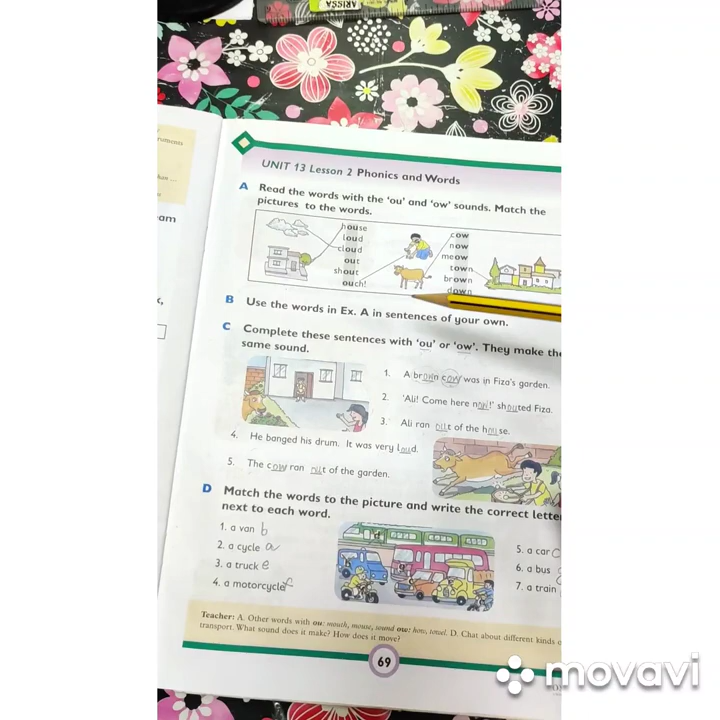 ARISSA
ruments
han ...
am
UNIT 13 Lesson 2 Phonics and Words
A Read the words with the 'ou' and 'ow' sounds. Match the
pictures to the words.
house
loud
cloud
out
shout
ouch!
cow
now
meow
town
brown
down
B Use the words in Ex. A in sentences of your own.
C Complete these sentences with 'ou' or 'ow'. They make the
same sound.
1. A brown cow was in Fiza's garden.
2. 'Ali! Come here now!' shouted Fiza.
3. Ali ran out of the house.
4. He banged his drum. It was very loud.
5. The cow ran out of the garden.
D Match the words to the picture and write the correct letter
next to each word.
1. a van b
2. a cycle a
3. a truck e
4. a motorcycle f
5. a car c
6. a bus
7. a train
Teacher: A. Other words with ou: mouth, mouse, sound ow: how, towel. D. Chat about different kinds o
transport. What sound does it make? How does it move?
69
movavi